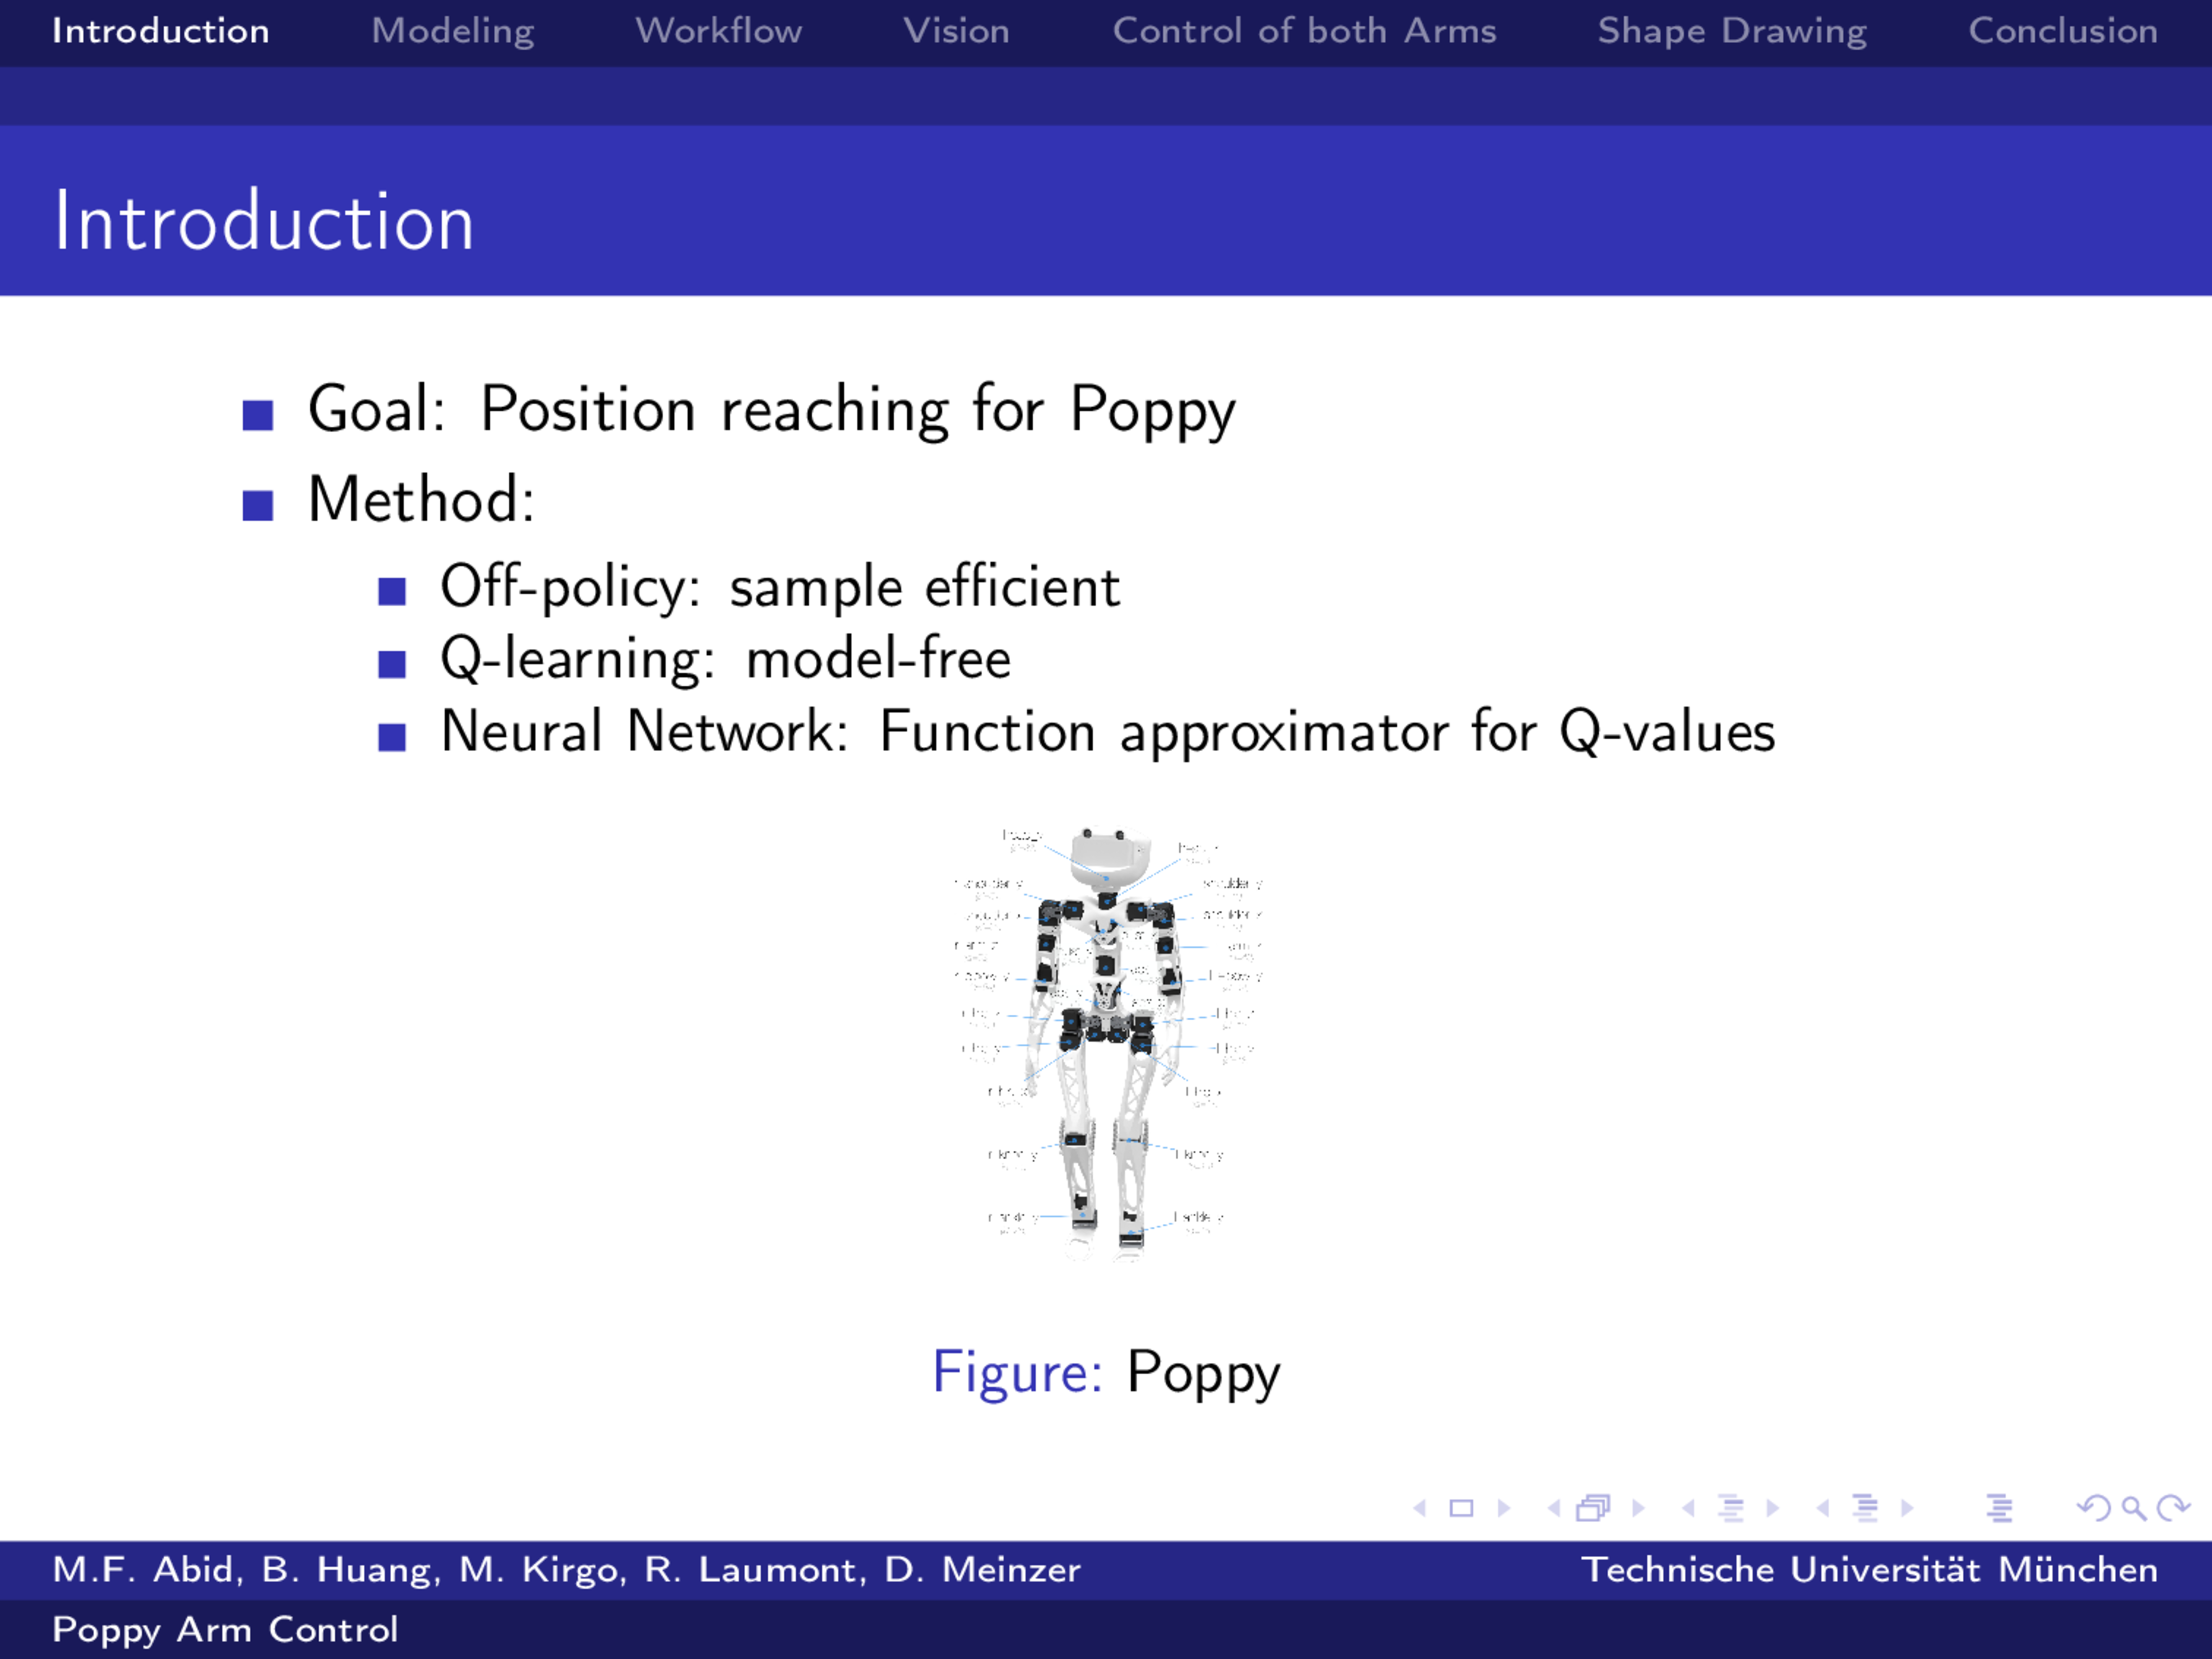 Introduction Modeling Workflow Vision Control of both Arms Shape Drawing Conclusion
Introduction
Goal: Position reaching for Poppy
Method:
Off-policy: sample efficient
Q-learning: model-free
Neural Network: Function approximator for Q-values
Figure: Poppy
M.F. Abid, B. Huang, M. Kirgo, R. Laumont, D. Meinzer Technische Universität München
Poppy Arm Control